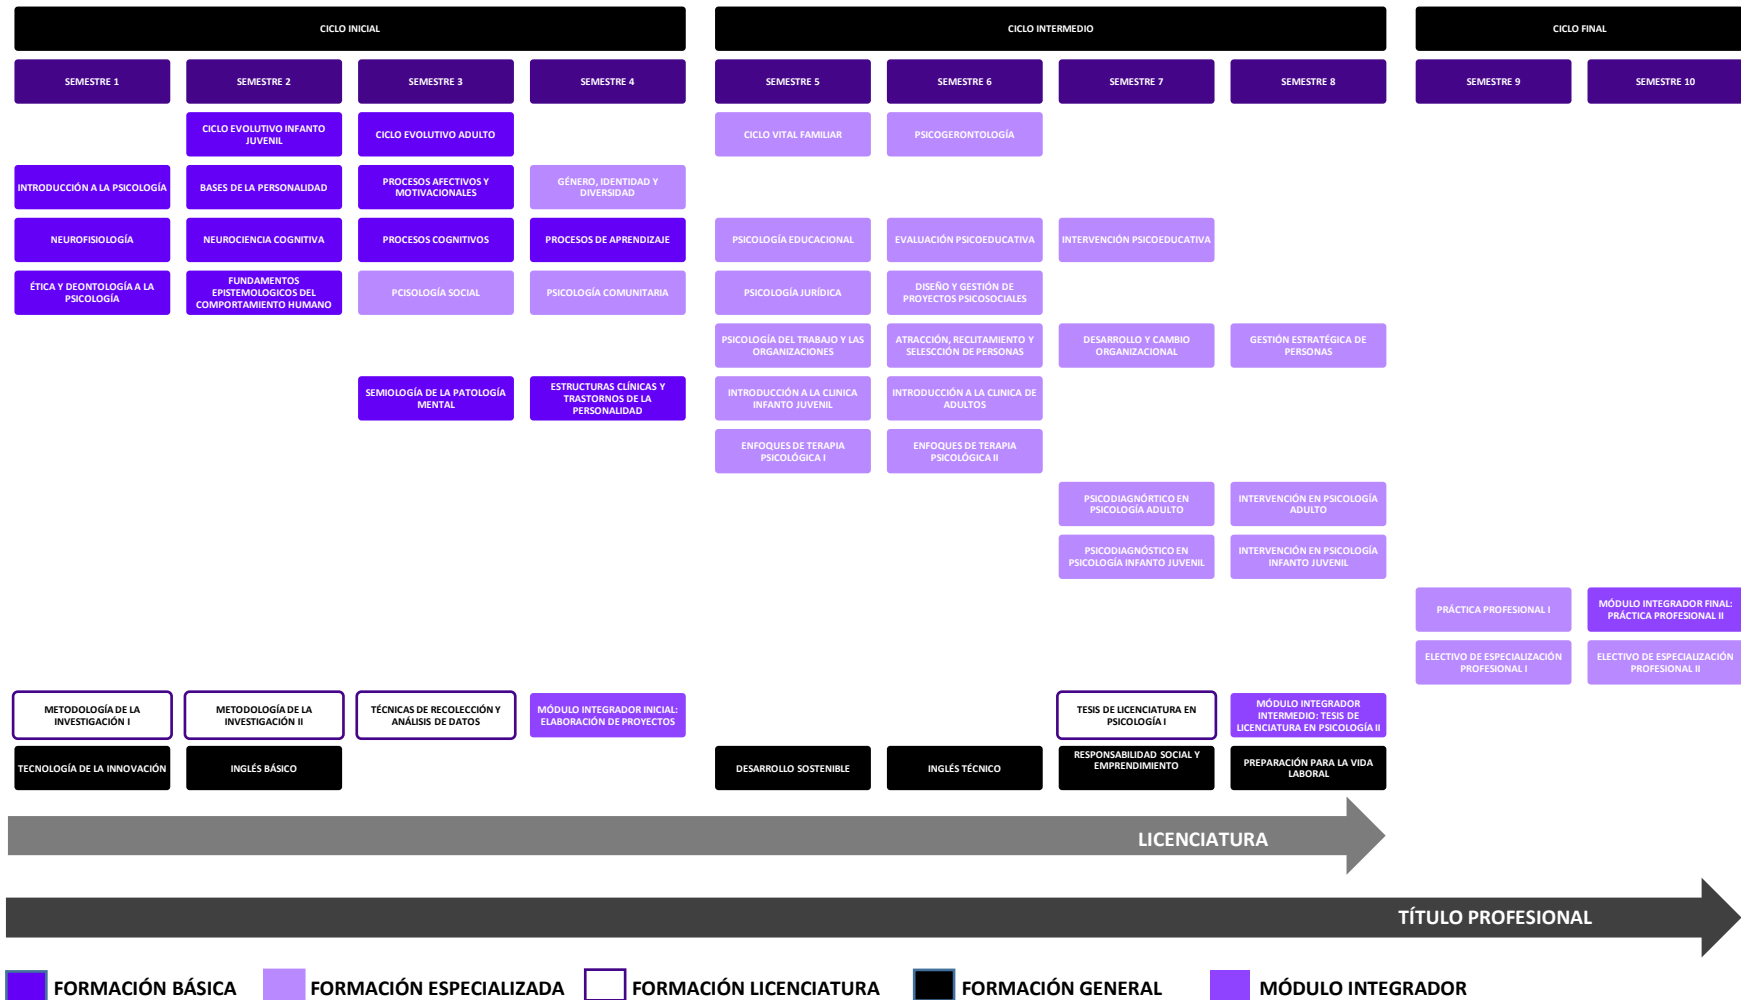 CICLO INICIAL
CICLO INTERMEDIO
CICLO FINAL
SEMESTRE 1
SEMESTRE 2
SEMESTRE 3
SEMESTRE 4
SEMESTRE 5
SEMESTRE 6
SEMESTRE 7
SEMESTRE 8
SEMESTRE 9
SEMESTRE 10
CICLO EVOLUTIVO INFANTO
JUVENIL
CICLO EVOLUTIVO ADULTO
CICLO VITAL FAMILIAR
PSICOGERONTOLOGÍA
INTRODUCCIÓN A LA PSICOLOGÍA
BASES DE LA PERSONALIDAD
PROCESOS AFECTIVOS Y
MOTIVACIONALES
GÉNERO, IDENTIDAD Y
DIVERSIDAD
NEUROFISIOLOGÍA
NEUROCIENCIA COGNITIVA
PROCESOS COGNITIVOS
PROCESOS DE APRENDIZAJE
PSICOLOGÍA EDUCACIONAL
EVALUACIÓN PSICOEDUCATIVA
INTERVENCIÓN PSICOEDUCATIVA
ÉTICA Y DEONTOLOGÍA A LA
PSICOLOGÍA
FUNDAMENTOS
EPISTEMOLOGICOS DEL
COMPORTAMIENTO HUMANO
PCISOLOGÍA SOCIAL
PSICOLOGÍA COMUNITARIA
PSICOLOGÍA JURÍDICA
DISEÑO Y GESTIÓN DE
PROYECTOS PSICOSOCIALES
PSICOLOGÍA DEL TRABAJO Y LAS
ORGANIZACIONES
ATRACCIÓN, RECLITAMIENTO Y
SELESCCIÓN DE PERSONAS
DESARROLLO Y CAMBIO
ORGANIZACIONAL
GESTIÓN ESTRATÉGICA DE
PERSONAS
SEMIOLOGÍA DE LA PATOLOGÍA
MENTAL
ESTRUCTURAS CLÍNICAS Y
TRASTORNOS DE LA
PERSONALIDAD
INTRODUCCIÓN A LA CLINICA
INFANTO JUVENIL
INTRODUCCIÓN A LA CLINICA DE
ADULTOS
ENFOQUES DE TERAPIA
PSICOLÓGICA I
ENFOQUES DE TERAPIA
PSICOLÓGICA II
PSICODIAGNÓRTICO EN
PSICOLOGÍA ADULTO
INTERVENCIÓN EN PSICOLOGÍA
ADULTO
PSICODIAGNÓSTICO EN
PSICOLOGÍA INFANTO JUVENIL
INTERVENCIÓN EN PSICOLOGÍA
INFANTO JUVENIL
PRÁCTICA PROFESIONAL I
MÓDULO INTEGRADOR FINAL:
PRÁCTICA PROFESIONAL II
ELECTIVO DE ESPECIALIZACIÓN
PROFESIONAL I
ELECTIVO DE ESPECIALIZACIÓN
PROFESIONAL II
METODOLOGÍA DE LA
INVESTIGACIÓN I
METODOLOGÍA DE LA
INVESTIGACIÓN II
TÉCNICAS DE RECOLECCIÓN Y
ANÁLISIS DE DATOS
MÓDULO INTEGRADOR INICIAL:
ELABORACIÓN DE PROYECTOS
TESIS DE LICENCIATURA EN
PSICOLOGÍA I
MÓDULO INTEGRADOR
INTERMEDIO: TESIS DE
LICENCIATURA EN PSICOLOGÍA II
TECNOLOGÍA DE LA INNOVACIÓN
INGLÉS BÁSICO
DESARROLLO SOSTENIBLE
INGLÉS TÉCNICO
RESPONSABILIDAD SOCIAL Y
EMPRENDIMIENTO
PREPARACIÓN PARA LA VIDA
LABORAL
LICENCIATURA
TÍTULO PROFESIONAL
FORMACIÓN BÁSICA
FORMACIÓN ESPECIALIZADA
FORMACIÓN LICENCIATURA
FORMACIÓN GENERAL
MÓDULO INTEGRADOR